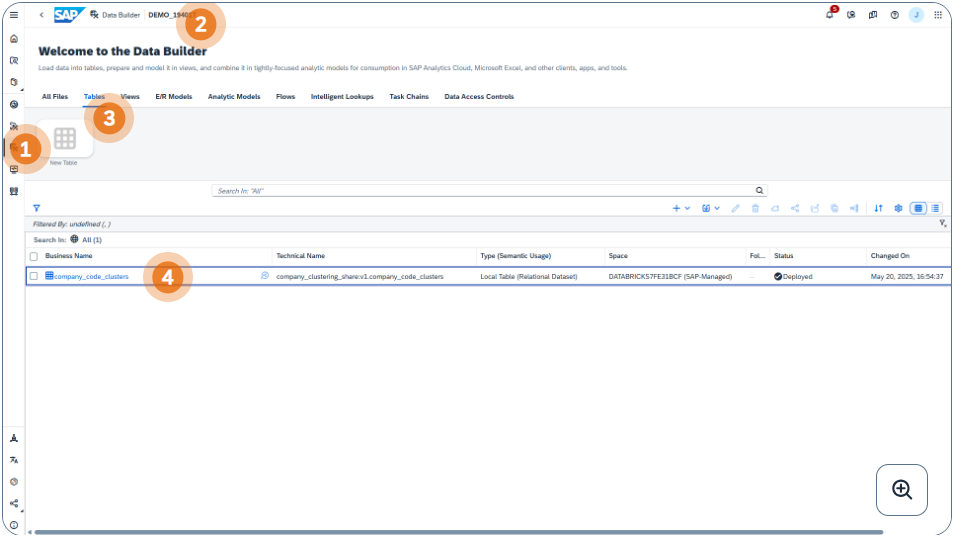 SAP Data Builder DEMO_194 2 5 J
Welcome to the Data Builder
Load data into tables, prepare and model it in views, and combine it in tightly-focused analytic models for consumption in SAP Analytics Cloud, Microsoft Excel, and other clients, apps, and tools.
All Files Tables Views E/R Models Analytic Models Flows Intelligent Lookups Task Chains Data Access Controls
3
1
New Table
Search In: "All"
Filtered By: undefined (, )
Search In: All (1)
Business Name Technical Name Type (Semantic Usage) Space Fol... Status Changed On
company_code_clusters 4 company_clustering_share:v1.company_code_clusters Local Table (Relational Dataset) DATABRICKS7FE31BCF (SAP-Managed) -- Deployed May 20, 2025, 16:54:37